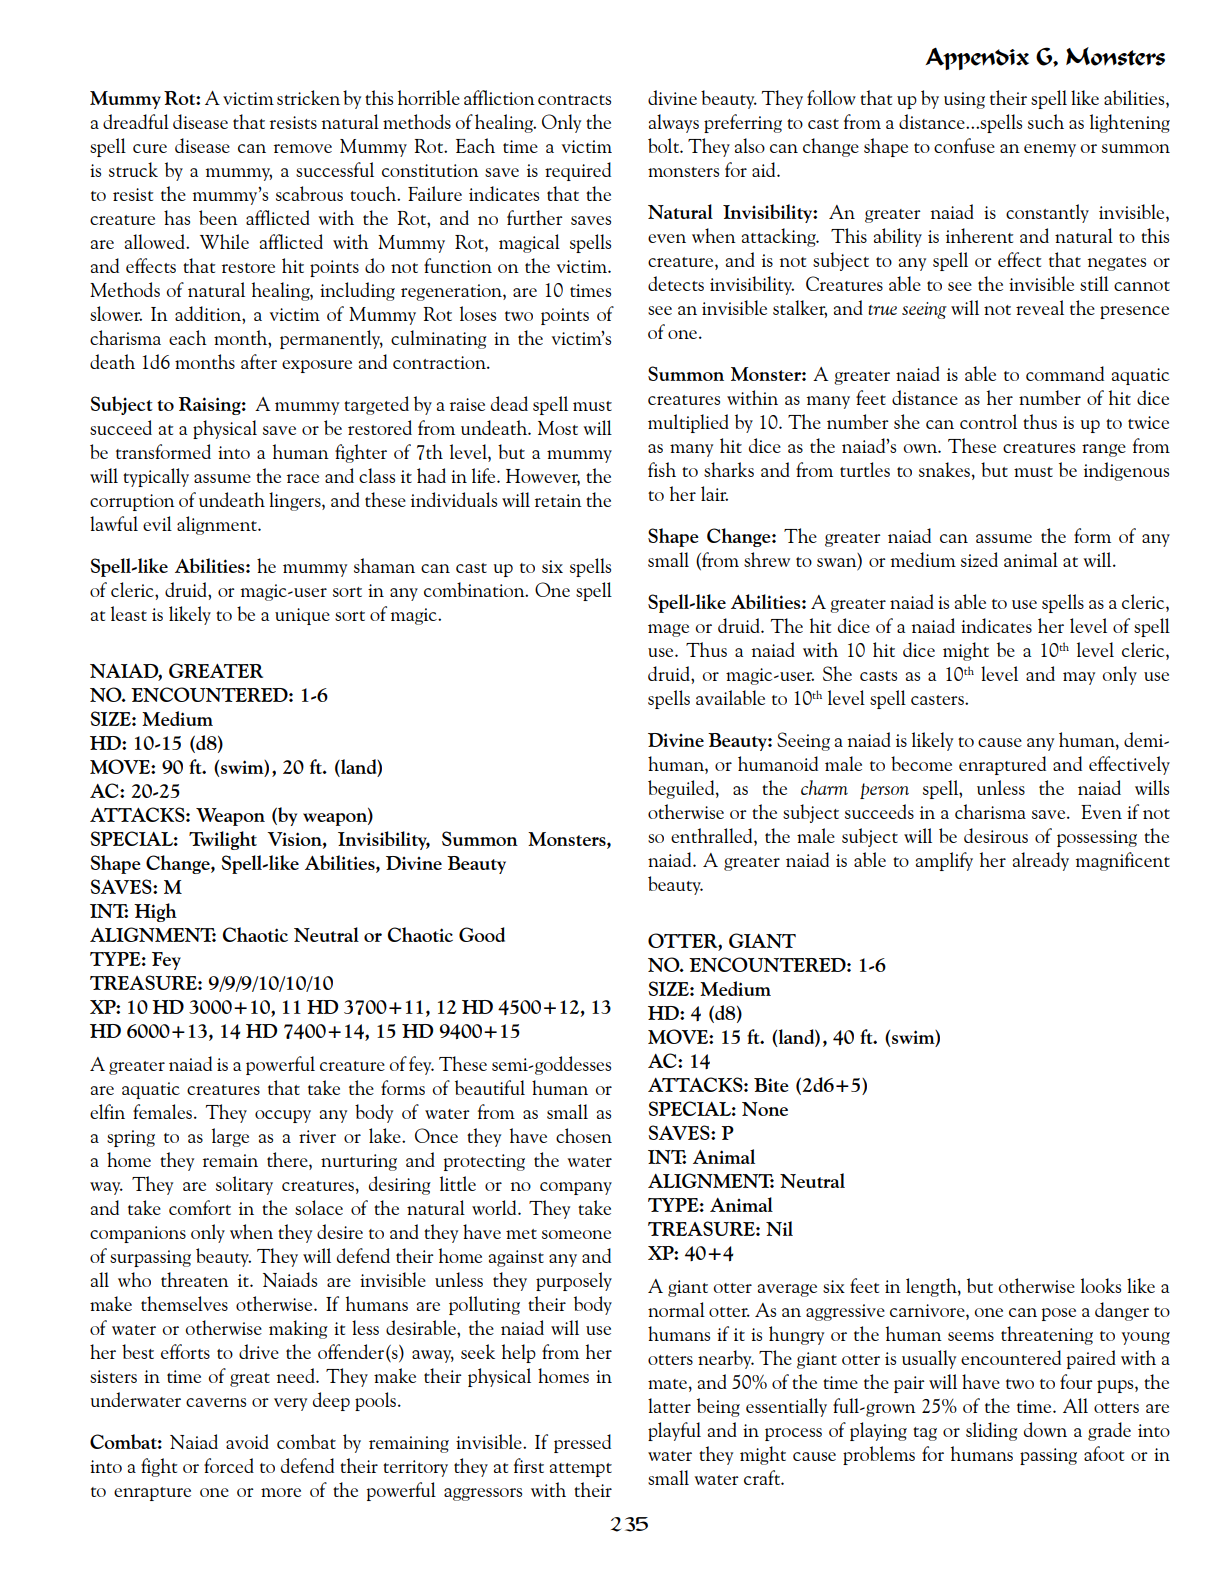 Appendix G, Monsters
Mummy Rot: A victim stricken by this horrible affliction contracts
a dreadful disease that resists natural methods of healing. Only the
spell cure disease can remove Mummy Rot. Each time a victim
is struck by a mummy, a successful constitution save is required
to resist the mummy's scabrous touch. Failure indicates that the
creature has been afflicted with the Rot, and no further saves
are allowed. While afflicted with Mummy Rot, magical spells
and effects that restore hit points do not function on the victim.
Methods of natural healing, including regeneration, are 10 times
slower. In addition, a victim of Mummy Rot loses two points of
charisma each month, permanently, culminating in the victim's
death 1d6 months after exposure and contraction.
Subject to Raising: A mummy targeted by a raise dead spell must
succeed at a physical save or be restored from undeath. Most will
be transformed into a human fighter of 7th level, but a mummy
will typically assume the race and class it had in life. However, the
corruption of undeath lingers, and these individuals will retain the
lawful evil alignment.
Spell-like Abilities: he mummy shaman can cast up to six spells
of cleric, druid, or magic-user sort in any combination. One spell
at least is likely to be a unique sort of magic.
NAIAD, GREATER
NO. ENCOUNTERED: 1-6
SIZE: Medium
HD: 10-15 (d8)
MOVE: 90 ft. (swim), 20 ft. (land)
AC: 20-25
ATTACKS: Weapon (by weapon)
SPECIAL: Twilight Vision, Invisibility, Summon Monsters,
Shape Change, Spell-like Abilities, Divine Beauty
SAVES: M
INT: High
ALIGNMENT: Chaotic Neutral or Chaotic Good
TYPE: Fey
TREASURE: 9/9/9/10/10/10
XP: 10 HD 3000+10, 11 HD 3700+11, 12 HD 4500+12, 13
HD 6000+13, 14 HD 7400+14, 15 HD 9400+15
A greater naiad is a powerful creature of fey. These semi-goddesses
are aquatic creatures that take the forms of beautiful human or
elfin females. They occupy any body of water from as small as
a spring to as large as a river or lake. Once they have chosen
a home they remain there, nurturing and protecting the water
way. They are solitary creatures, desiring little or no company
and take comfort in the solace of the natural world. They take
companions only when they desire to and they have met someone
of surpassing beauty. They will defend their home against any and
all who threaten it. Naiads are invisible unless they purposely
make themselves otherwise. If humans are polluting their body
of water or otherwise making it less desirable, the naiad will use
her best efforts to drive the offender(s) away, seek help from her
sisters in time of great need. They make their physical homes in
underwater caverns or very deep pools.
Combat: Naiad avoid combat by remaining invisible. If pressed
into a fight or forced to defend their territory they at first attempt
to enrapture one or more of the powerful aggressors with their
divine beauty. They follow that up by using their spell like abilities,
always preferring to cast from a distance...spells such as lightening
bolt. They also can change shape to confuse an enemy or summon
monsters for aid.
Natural Invisibility: An greater naiad is constantly invisible,
even when attacking. This ability is inherent and natural to this
creature, and is not subject to any spell or effect that negates or
detects invisibility. Creatures able to see the invisible still cannot
see an invisible stalker, and true seeing will not reveal the presence
of one.
Summon Monster: A greater naiad is able to command aquatic
creatures within as many feet distance as her number of hit dice
multiplied by 10. The number she can control thus is up to twice
as many hit dice as the naiad's own. These creatures range from
fish to sharks and from turtles to snakes, but must be indigenous
to her lair.
Shape Change: The greater naiad can assume the form of any
small (from shrew to swan) or medium sized animal at will.
Spell-like Abilities: A greater naiad is able to use spells as a cleric,
mage or druid. The hit dice of a naiad indicates her level of spell
use. Thus a naiad with 10 hit dice might be a 10th level cleric,
druid, or magic-user. She casts as a 10th level and may only use
spells available to 10th level spell casters.
Divine Beauty: Seeing a naiad is likely to cause any human, demi-
human, or humanoid male to become enraptured and effectively
beguiled, as the charm person spell, unless the naiad wills
otherwise or the subject succeeds in a charisma save. Even if not
so enthralled, the male subject will be desirous of possessing the
naiad. A greater naiad is able to amplify her already magnificent
beauty.
OTTER, GIANT
NO. ENCOUNTERED: 1-6
SIZE: Medium
HD: 4 (d8)
MOVE: 15 ft. (land), 40 ft. (swim)
AC: 14
ATTACKS: Bite (2d6+5)
SPECIAL: None
SAVES: P
INT: Animal
ALIGNMENT: Neutral
TYPE: Animal
TREASURE: Nil
XP: 40+4
A giant otter average six feet in length, but otherwise looks like a
normal otter. As an aggressive carnivore, one can pose a danger to
humans if it is hungry or the human seems threatening to young
otters nearby. The giant otter is usually encountered paired with a
mate, and 50% of the time the pair will have two to four pups, the
latter being essentially full-grown 25% of the time. All otters are
playful and in process of playing tag or sliding down a grade into
water they might cause problems for humans passing afoot or in
small water craft.
235